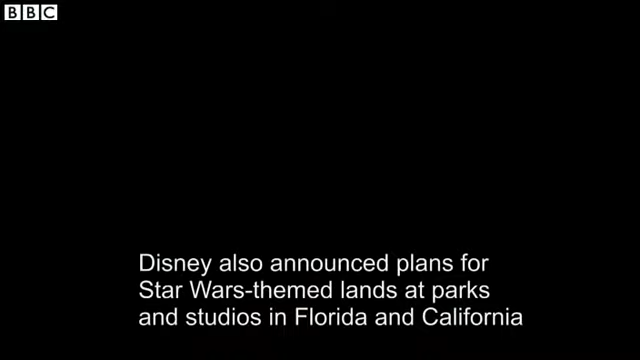 BBC
Disney also announced plans for
Star Wars-themed lands at parks
and studios in Florida and California